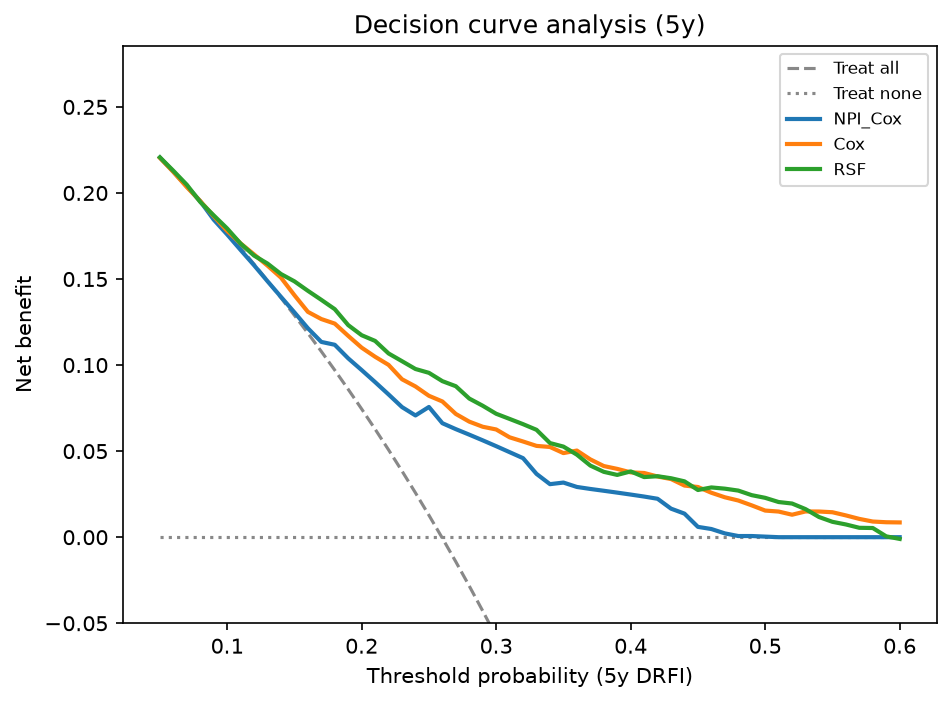 Decision curve analysis (5y)
Treat all
Treat none
NPI_Cox
Cox
RSF
Net benefit
0.25
0.20
0.15
0.10
0.05
0.00
−0.05
0.1 0.2 0.3 0.4 0.5 0.6
Threshold probability (5y DRFI)